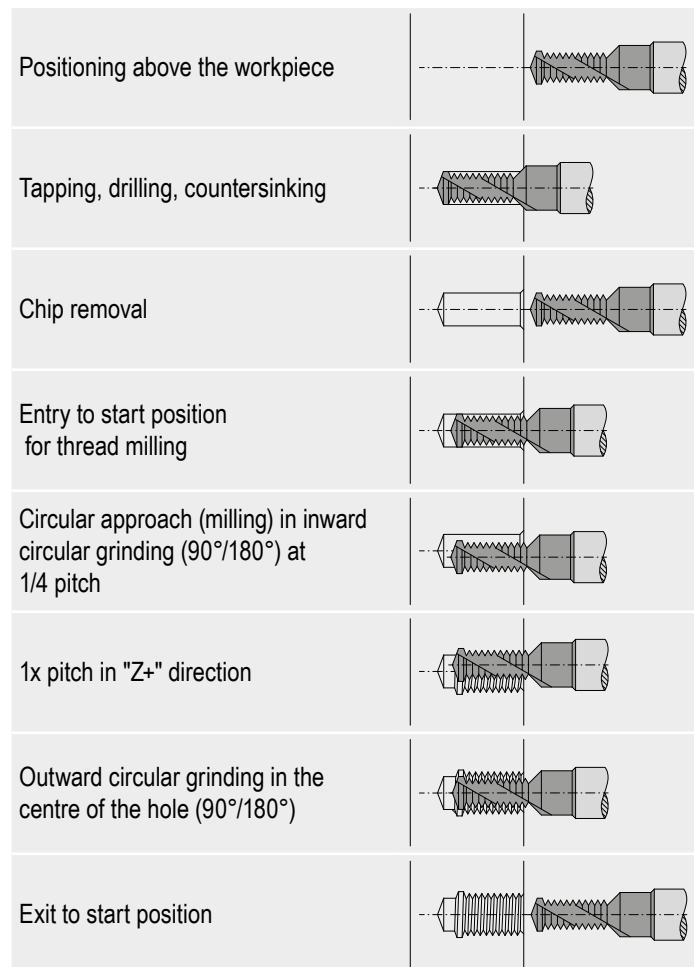 Positioning above the workpiece
Tapping, drilling, countersinking
Chip removal
Entry to start position
for thread milling
Circular approach (milling) in inward
circular grinding (90°/180°) at
1/4 pitch
1x pitch in "Z+" direction
Outward circular grinding in the
centre of the hole (90°/180°)
Exit to start position